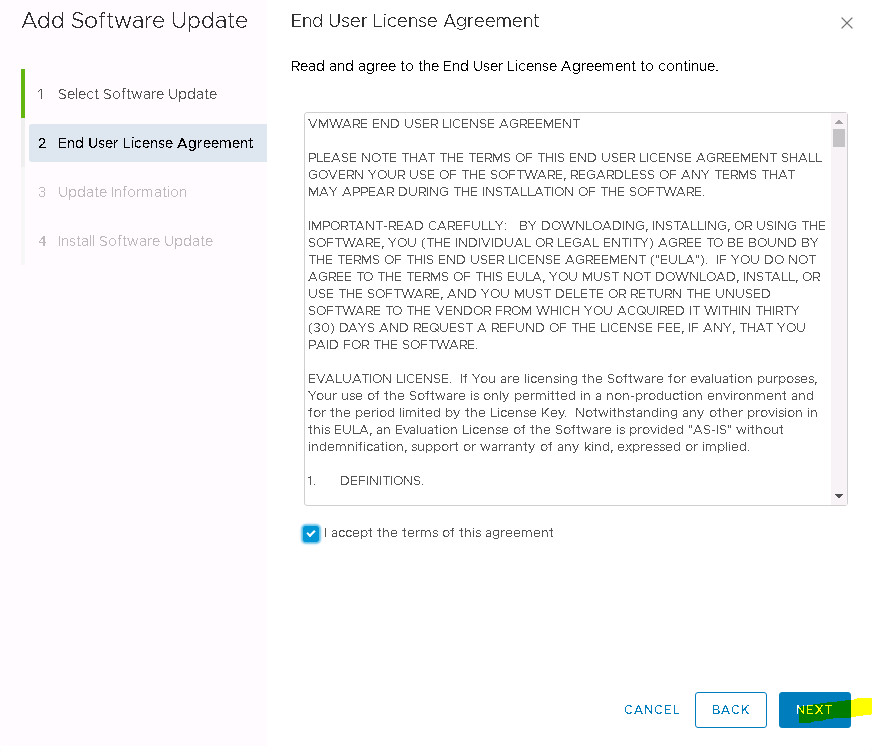 Add Software Update
1 Select Software Update
2 End User License Agreement
3 Update Information
4 Install Software Update
End User License Agreement
Read and agree to the End User License Agreement to continue.
VMWARE END USER LICENSE AGREEMENT
PLEASE NOTE THAT THE TERMS OF THIS END USER LICENSE AGREEMENT SHALL
GOVERN YOUR USE OF THE SOFTWARE, REGARDLESS OF ANY TERMS THAT
MAY APPEAR DURING THE INSTALLATION OF THE SOFTWARE.
IMPORTANT-READ CAREFULLY:   BY DOWNLOADING, INSTALLING, OR USING THE
SOFTWARE, YOU (THE INDIVIDUAL OR LEGAL ENTITY) AGREE TO BE BOUND BY
THE TERMS OF THIS END USER LICENSE AGREEMENT ("EULA").  IF YOU DO NOT
AGREE TO THE TERMS OF THIS EULA, YOU MUST NOT DOWNLOAD, INSTALL, OR
USE THE SOFTWARE, AND YOU MUST DELETE OR RETURN THE UNUSED
SOFTWARE TO THE VENDOR FROM WHICH YOU ACQUIRED IT WITHIN THIRTY
(30) DAYS AND REQUEST A REFUND OF THE LICENSE FEE, IF ANY, THAT YOU
PAID FOR THE SOFTWARE.
EVALUATION LICENSE.  If You are licensing the Software for evaluation purposes,
Your use of the Software is only permitted in a non-production environment and
for the period limited by the License Key.  Notwithstanding any other provision in
this EULA, an Evaluation License of the Software is provided "AS-IS" without
indemnification, support or warranty of any kind, expressed or implied.
1.     DEFINITIONS.
I accept the terms of this agreement
CANCEL BACK NEXT